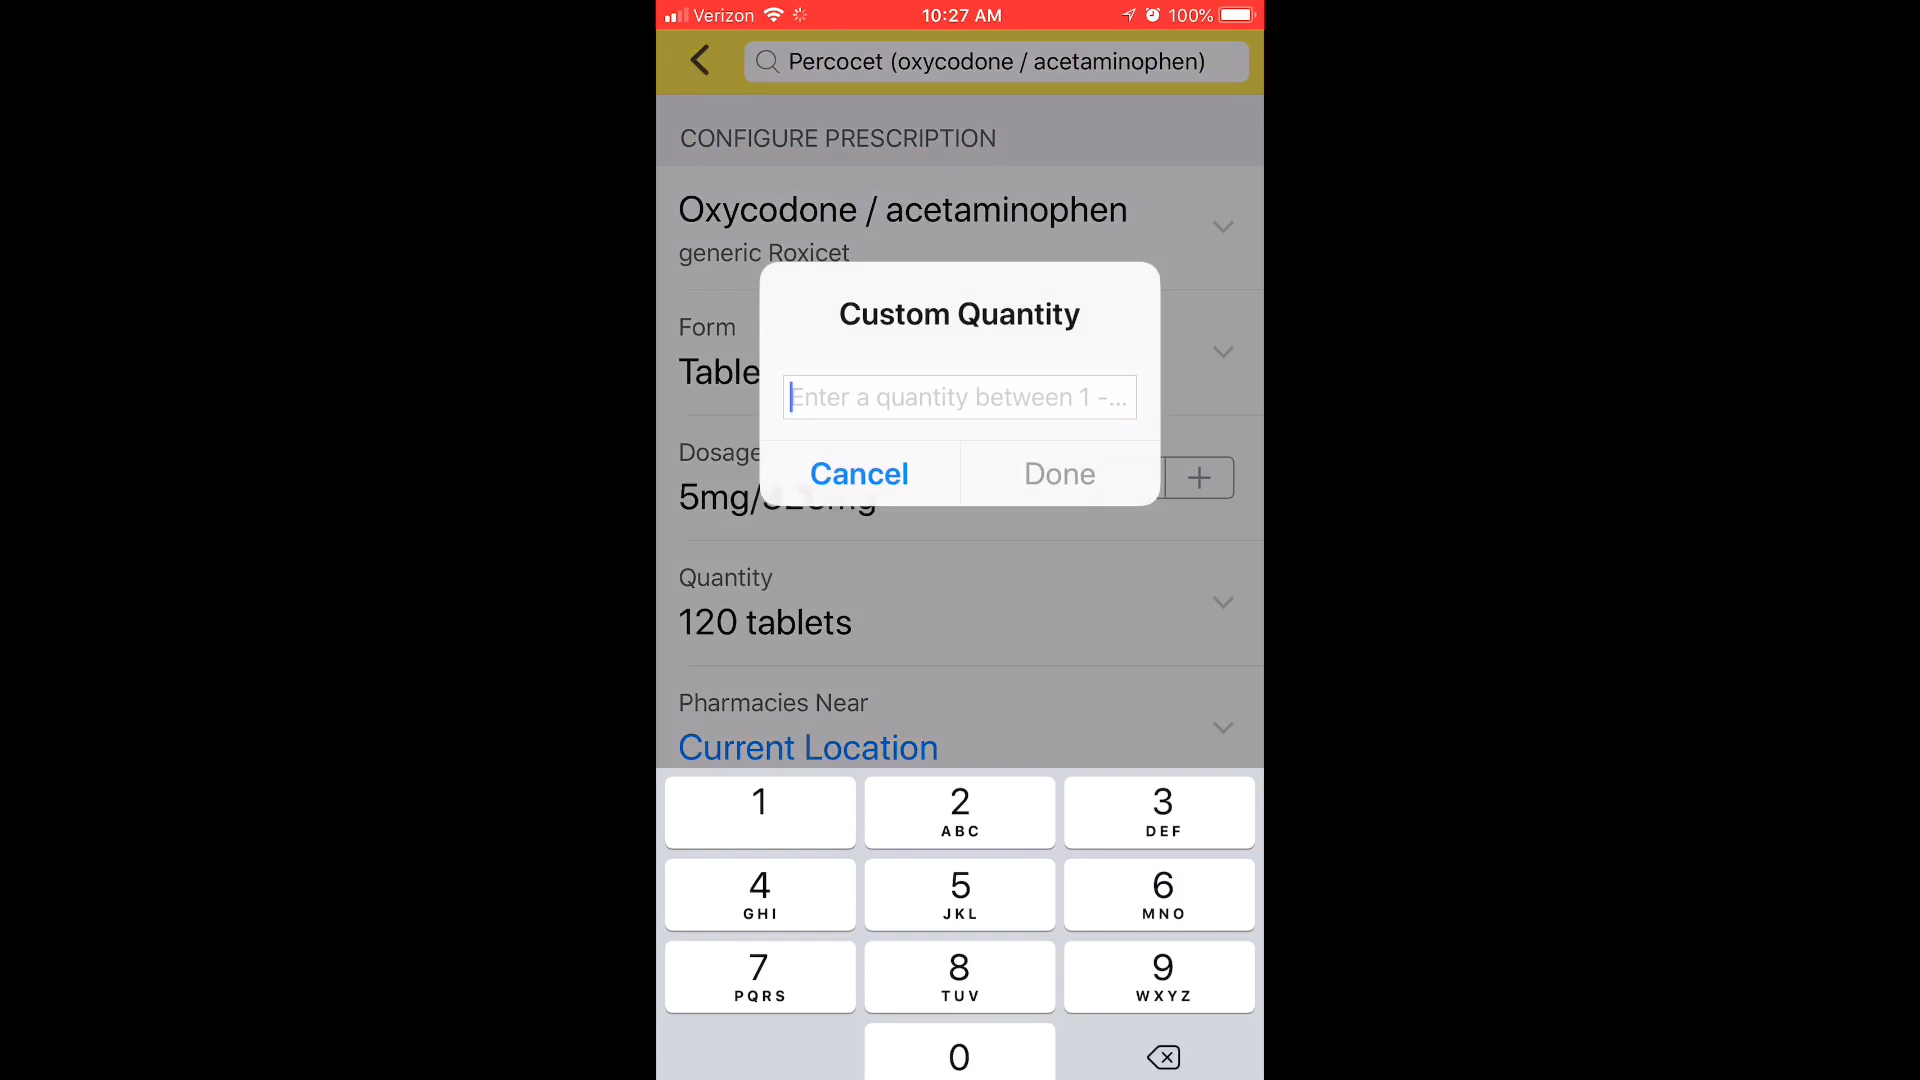 Verizon 10:27 AM 100%
Percocet (oxycodone / acetaminophen)
CONFIGURE PRESCRIPTION
Oxycodone / acetaminophen
generic Roxicet
Custom Quantity
Form
Table
Enter a quantity between 1 -...
Dosage
Cancel Done
5mg/325mg
Quantity
120 tablets
Pharmacies Near
Current Location
1 2 3
ABC DEF
4 5 6
GHI JKL MNO
7 8 9
PQRS TUV WXYZ
0